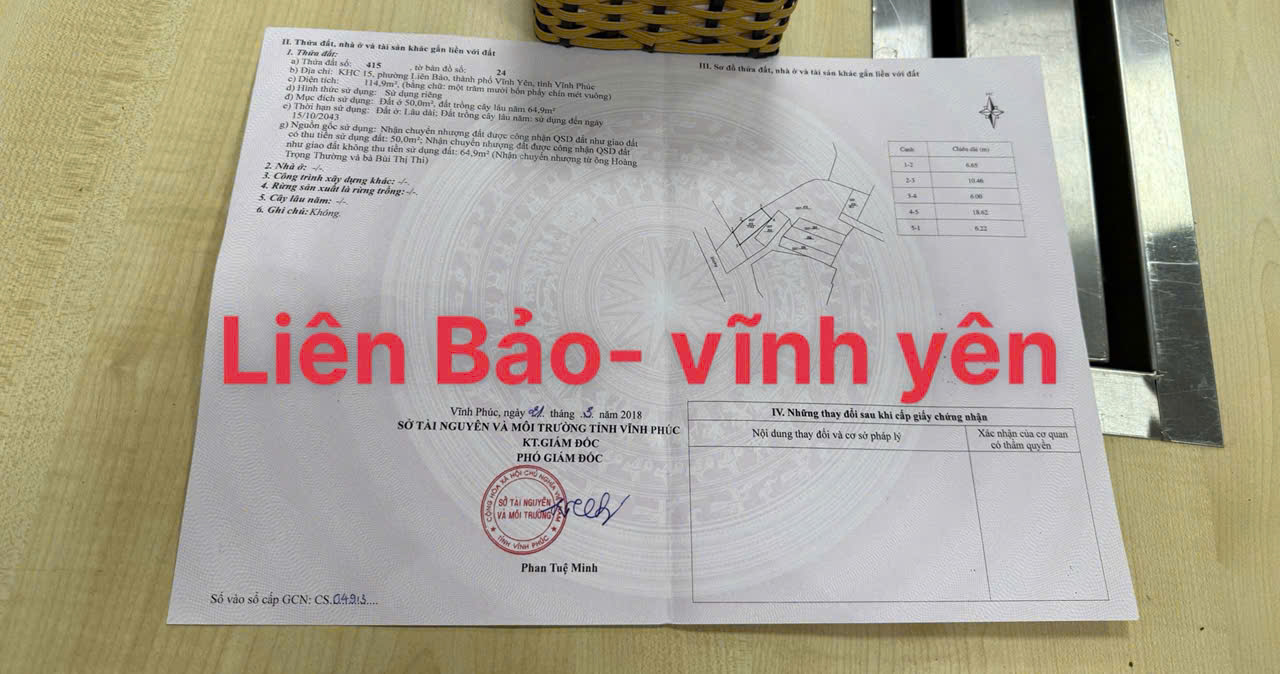 II. Thửa đất, nhà ở và tài sản khác gắn liền với đất
1. Thửa đất:
a) Thửa đất số: 415 , tờ bản đồ số: 24
b) Địa chỉ: KHC 15, phường Liên Bảo, thành phố Vĩnh Yên, tỉnh Vĩnh Phúc
c) Diện tích: 114,9m², (bằng chữ: một trăm mười bốn phẩy chín mét vuông)
d) Hình thức sử dụng: Sử dụng riêng
đ) Mục đích sử dụng: Đất ở 50,0m², đất trồng cây lâu năm 64,9m²
e) Thời hạn sử dụng: Đất ở: Lâu dài; Đất trồng cây lâu năm: sử dụng đến ngày
15/10/2043
g) Nguồn gốc sử dụng: Nhận chuyển nhượng đất được công nhận QSD đất như giao đất
có thu tiền sử dụng đất: 50,0m²; Nhận chuyển nhượng đất được công nhận QSD đất
như giao đất không thu tiền sử dụng đất: 64,9m² (Nhận chuyển nhượng từ ông Hoàng
Trọng Thường và bà Bùi Thị Thi)
2. Nhà ở: -/-
3. Công trình xây dựng khác: -/-
4. Rừng sản xuất là rừng trồng: -/-
5. Cây lâu năm: -/-
6. Ghi chú: Không.
III. Sơ đồ thửa đất, nhà ở và tài sản khác gắn liền với đất
Cạnh Chiều dài (m)
1-2 6.65
2-3 10.46
3-4 6.00
4-5 18.62
5-1 6.22
Liên Bảo- vĩnh yên
Vĩnh Phúc, ngày tháng 5 năm 2018
SỞ TÀI NGUYÊN VÀ MÔI TRƯỜNG TỈNH VĨNH PHÚC
KT.GIÁM ĐỐC
PHÓ GIÁM ĐỐC
CỘNG HÒA XÃ HỘI CHỦ NGHĨA VIỆT NAM
SỞ TÀI NGUYÊN
VÀ MÔI TRƯỜNG
TỈNH VĨNH PHÚC
Phan Tuệ Minh
Số vào sổ cấp GCN: CS.04913....
IV. Những thay đổi sau khi cấp giấy chứng nhận
Nội dung thay đổi và cơ sở pháp lý
Xác nhận của cơ quan
có thẩm quyền